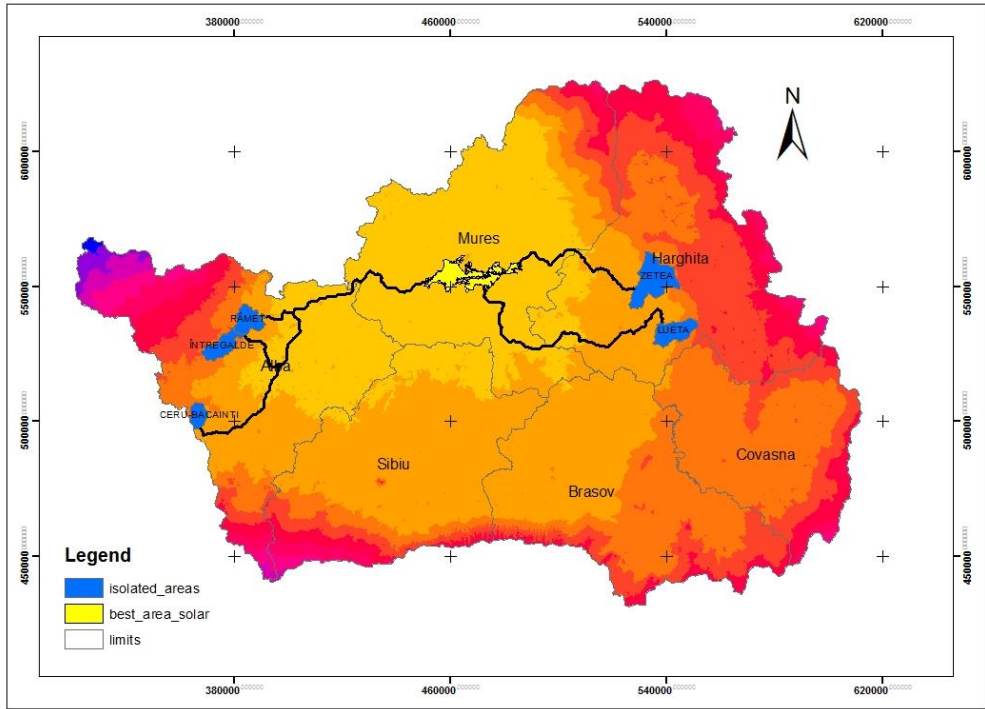 380000 460000 540000 620000
N
600000 600000
Mures
Harghita
ZETEA
550000 550000
RAMET
LUETA
ÎNTREGALDE
Alba
CERU-BACAINTI
500000 500000
Covasna
Sibiu
Brasov
Legend
450000 450000
isolated_areas
best_area_solar
limits
380000 460000 540000 620000